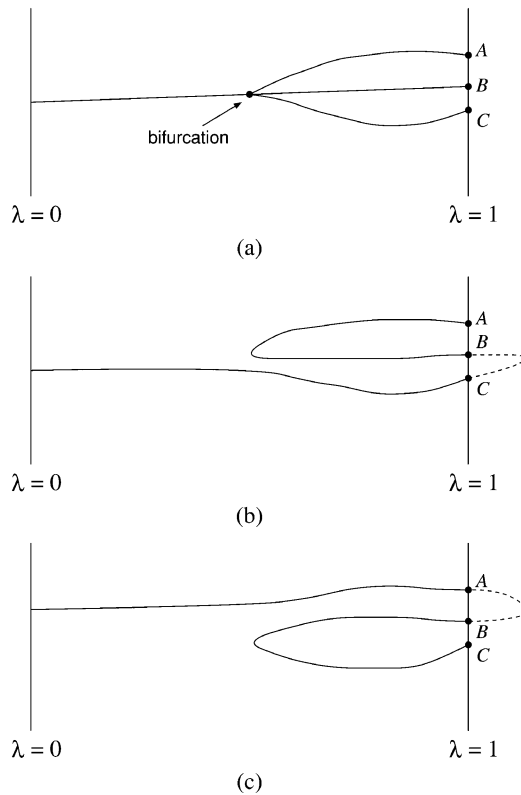 A
B
C
bifurcation
λ = 0
λ = 1
(a)
A
B
C
λ = 0
λ = 1
(b)
A
B
C
λ = 0
λ = 1
(c)